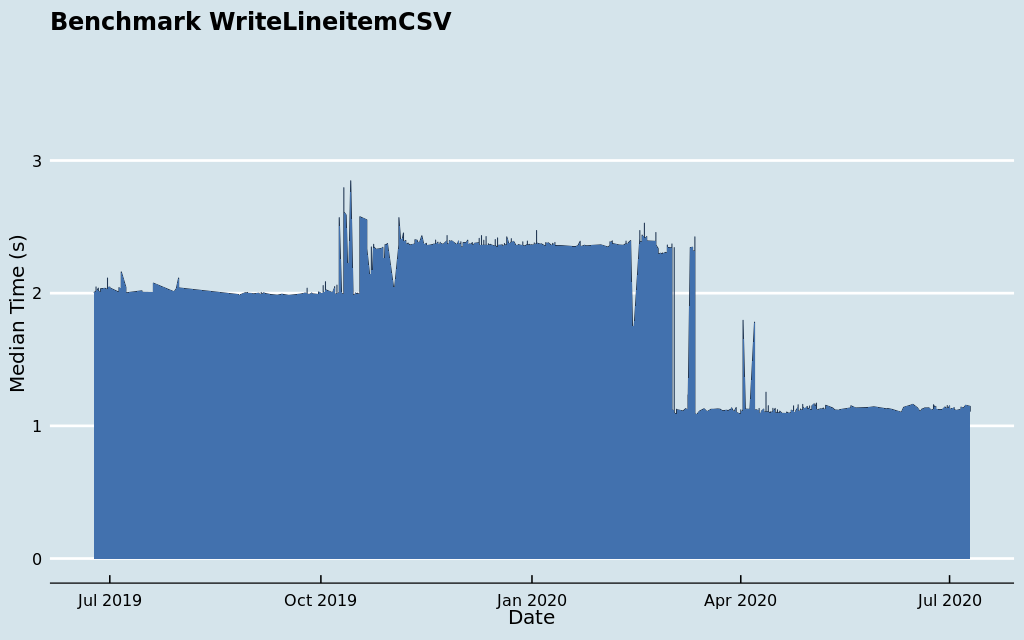 Benchmark WriteLineitemCSV
Median Time (s)
3
2
1
0
Jul 2019 Oct 2019 Jan 2020 Apr 2020 Jul 2020
Date